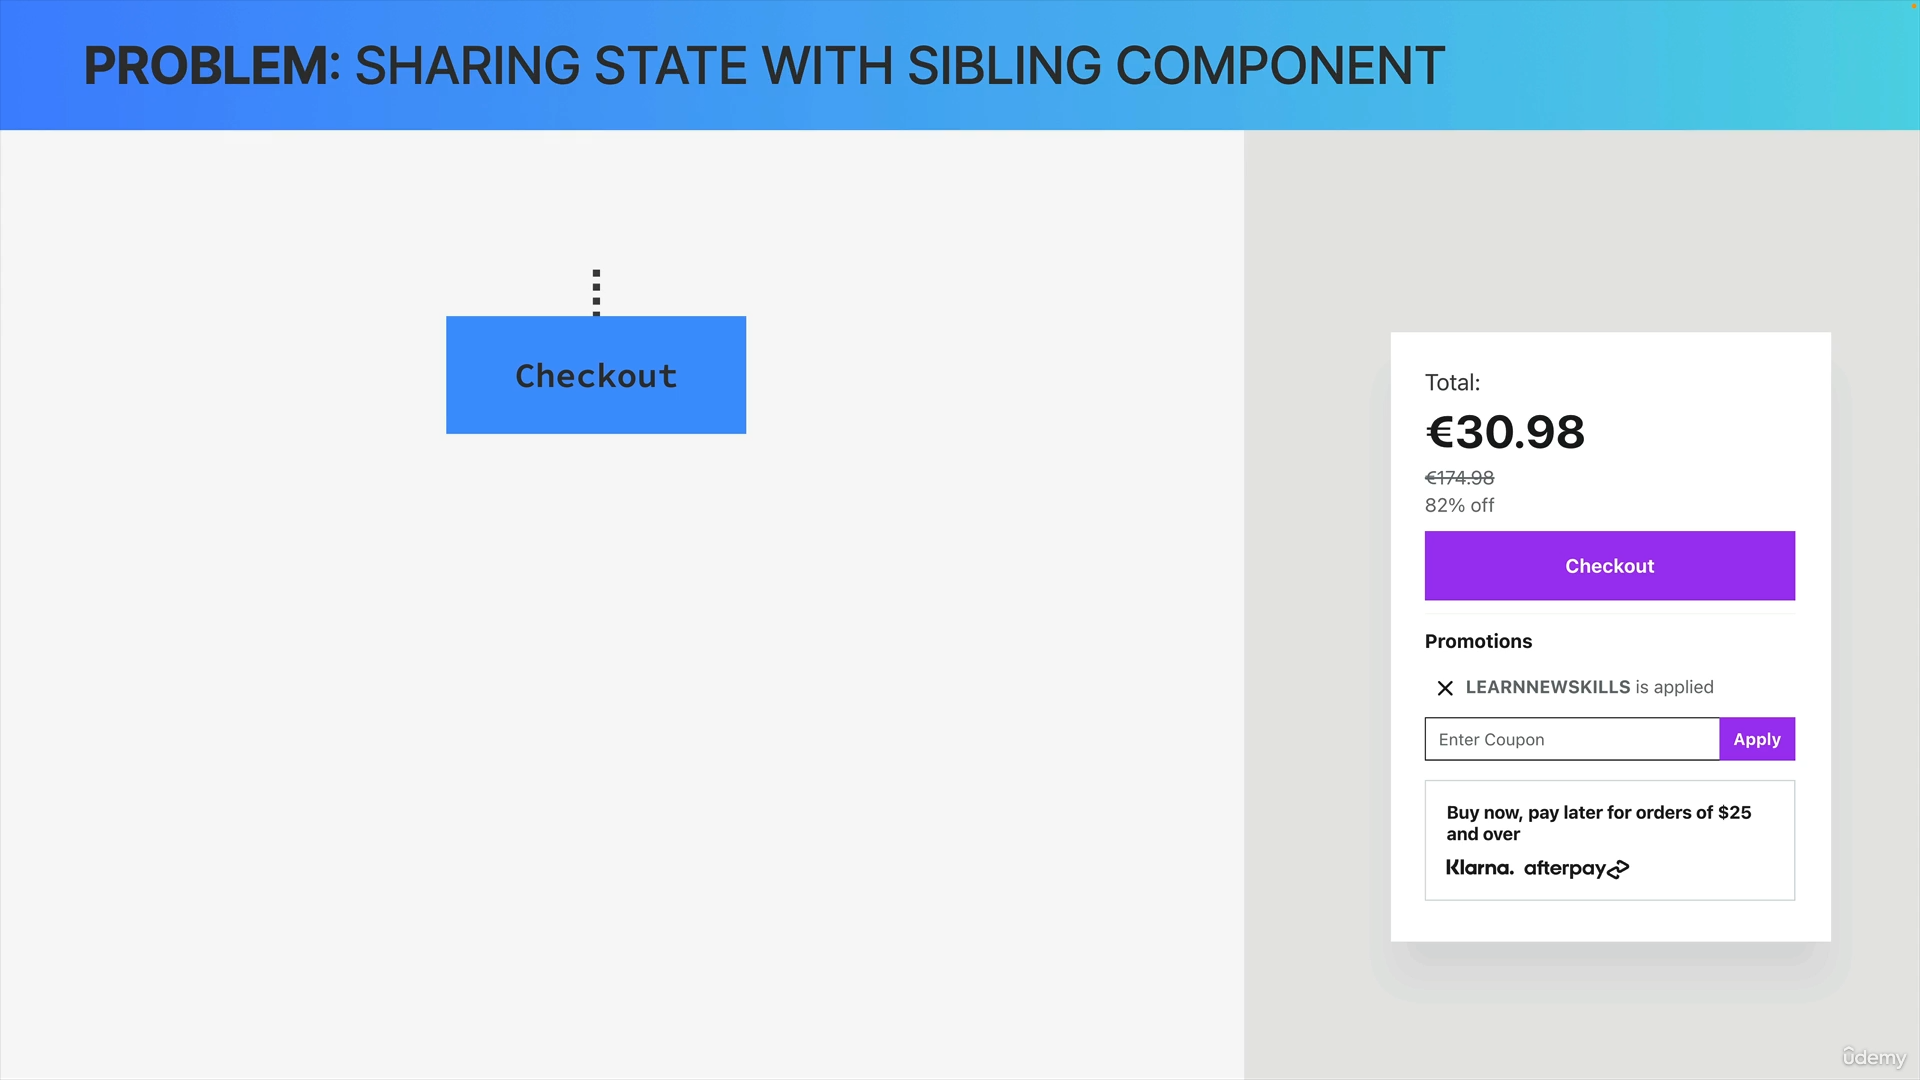 PROBLEM: SHARING STATE WITH SIBLING COMPONENT
Checkout
Total:
€30.98
€174.98
82% off
Checkout
Promotions
LEARNNEWSKILLS is applied
Enter Coupon
Apply
Buy now, pay later for orders of $25
and over
Klarna. afterpay
ûdemy